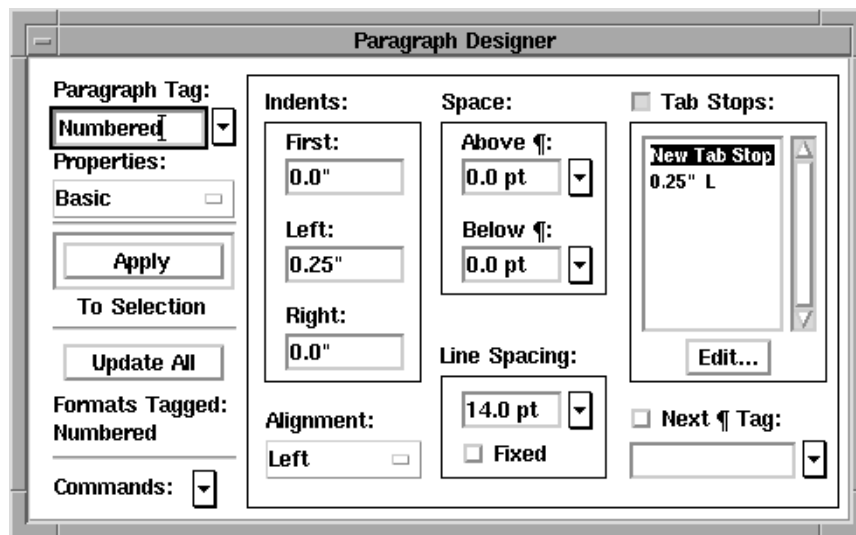 Paragraph Designer
Paragraph Tag:
Numbered
Properties:
Basic
Apply
To Selection
Update All
Formats Tagged:
Numbered
Commands:
Indents:
First:
0.0"
Left:
0.25"
Right:
0.0"
Alignment:
Left
Space:
Above ¶:
0.0 pt
Below ¶:
0.0 pt
Line Spacing:
14.0 pt
Fixed
Tab Stops:
New Tab Stop
0.25" L
Edit...
Next ¶ Tag: